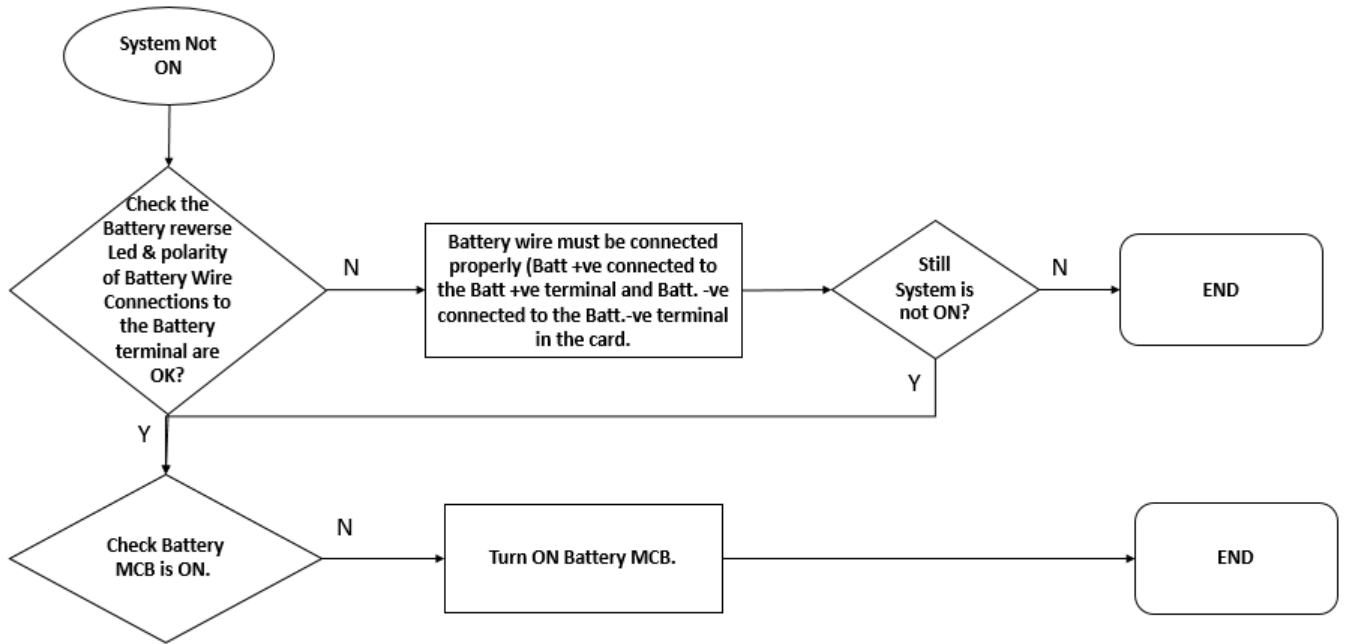 System Not
ON
Check the
Battery reverse
Led & polarity
of Battery Wire
Connections to
the Battery
terminal are
OK?
N
Battery wire must be connected
properly (Batt +ve connected to
the Batt +ve terminal and Batt. -ve
connected to the Batt.-ve terminal
in the card.
Still
System is
not ON?
N
END
Y
Y
Check Battery
MCB is ON.
N
Turn ON Battery MCB.
END